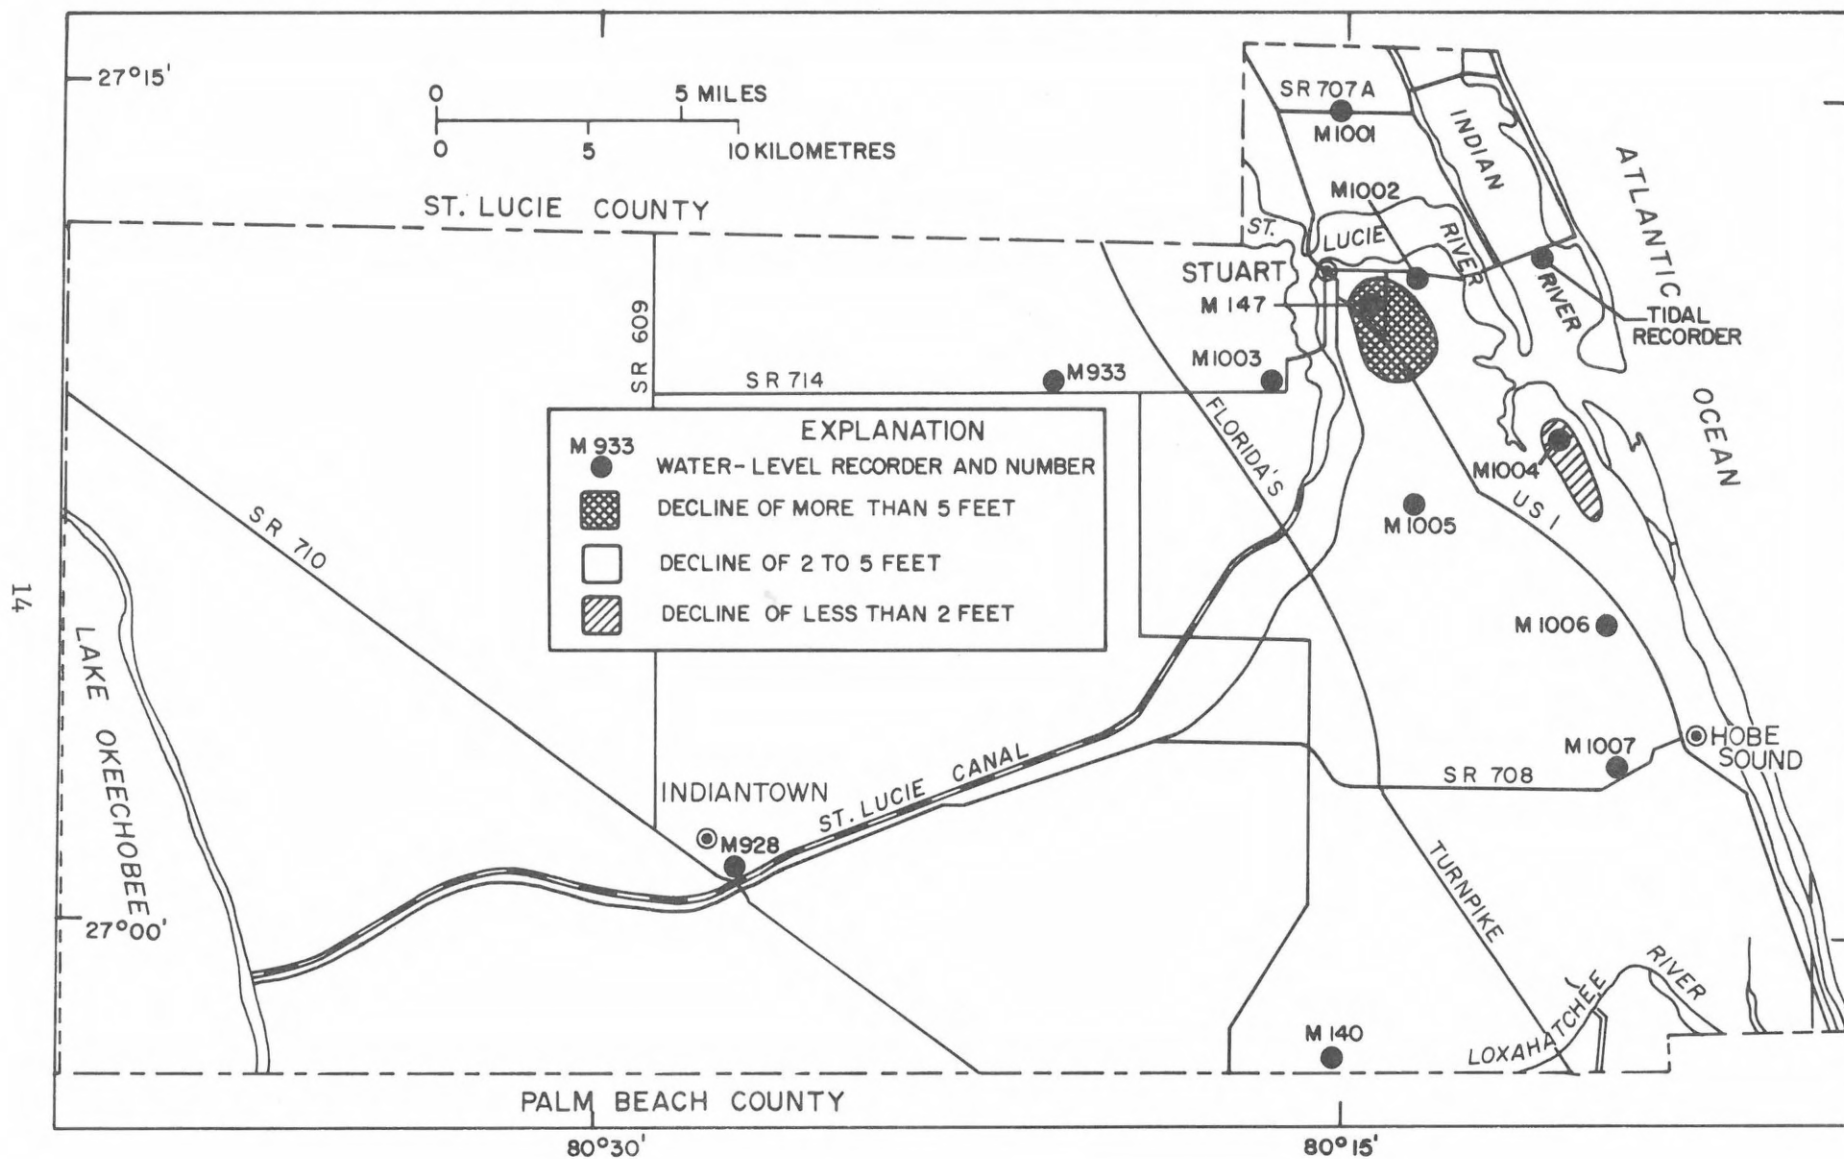 27°15'
0 5 MILES
0 5 10 KILOMETRES
ST. LUCIE COUNTY
SR 707A
M1001
INDIAN
RIVER
ATLANTIC
OCEAN
M1002
ST.
LUCIE
RIVER
STUART
M 147
TIDAL
RECORDER
SR 609
SR 714
M933
M1003
FLORIDA'S
TURNPIKE
EXPLANATION
M 933
WATER-LEVEL RECORDER AND NUMBER
DECLINE OF MORE THAN 5 FEET
DECLINE OF 2 TO 5 FEET
DECLINE OF LESS THAN 2 FEET
M1004
M1005
US 1
SR 710
14
M1006
LAKE OKEECHOBEE
HOBE
SOUND
M1007
SR 708
INDIANTOWN
ST. LUCIE CANAL
M928
27°00'
LOXAHATCHEE
RIVER
M 140
PALM BEACH COUNTY
80°30'
80°15'